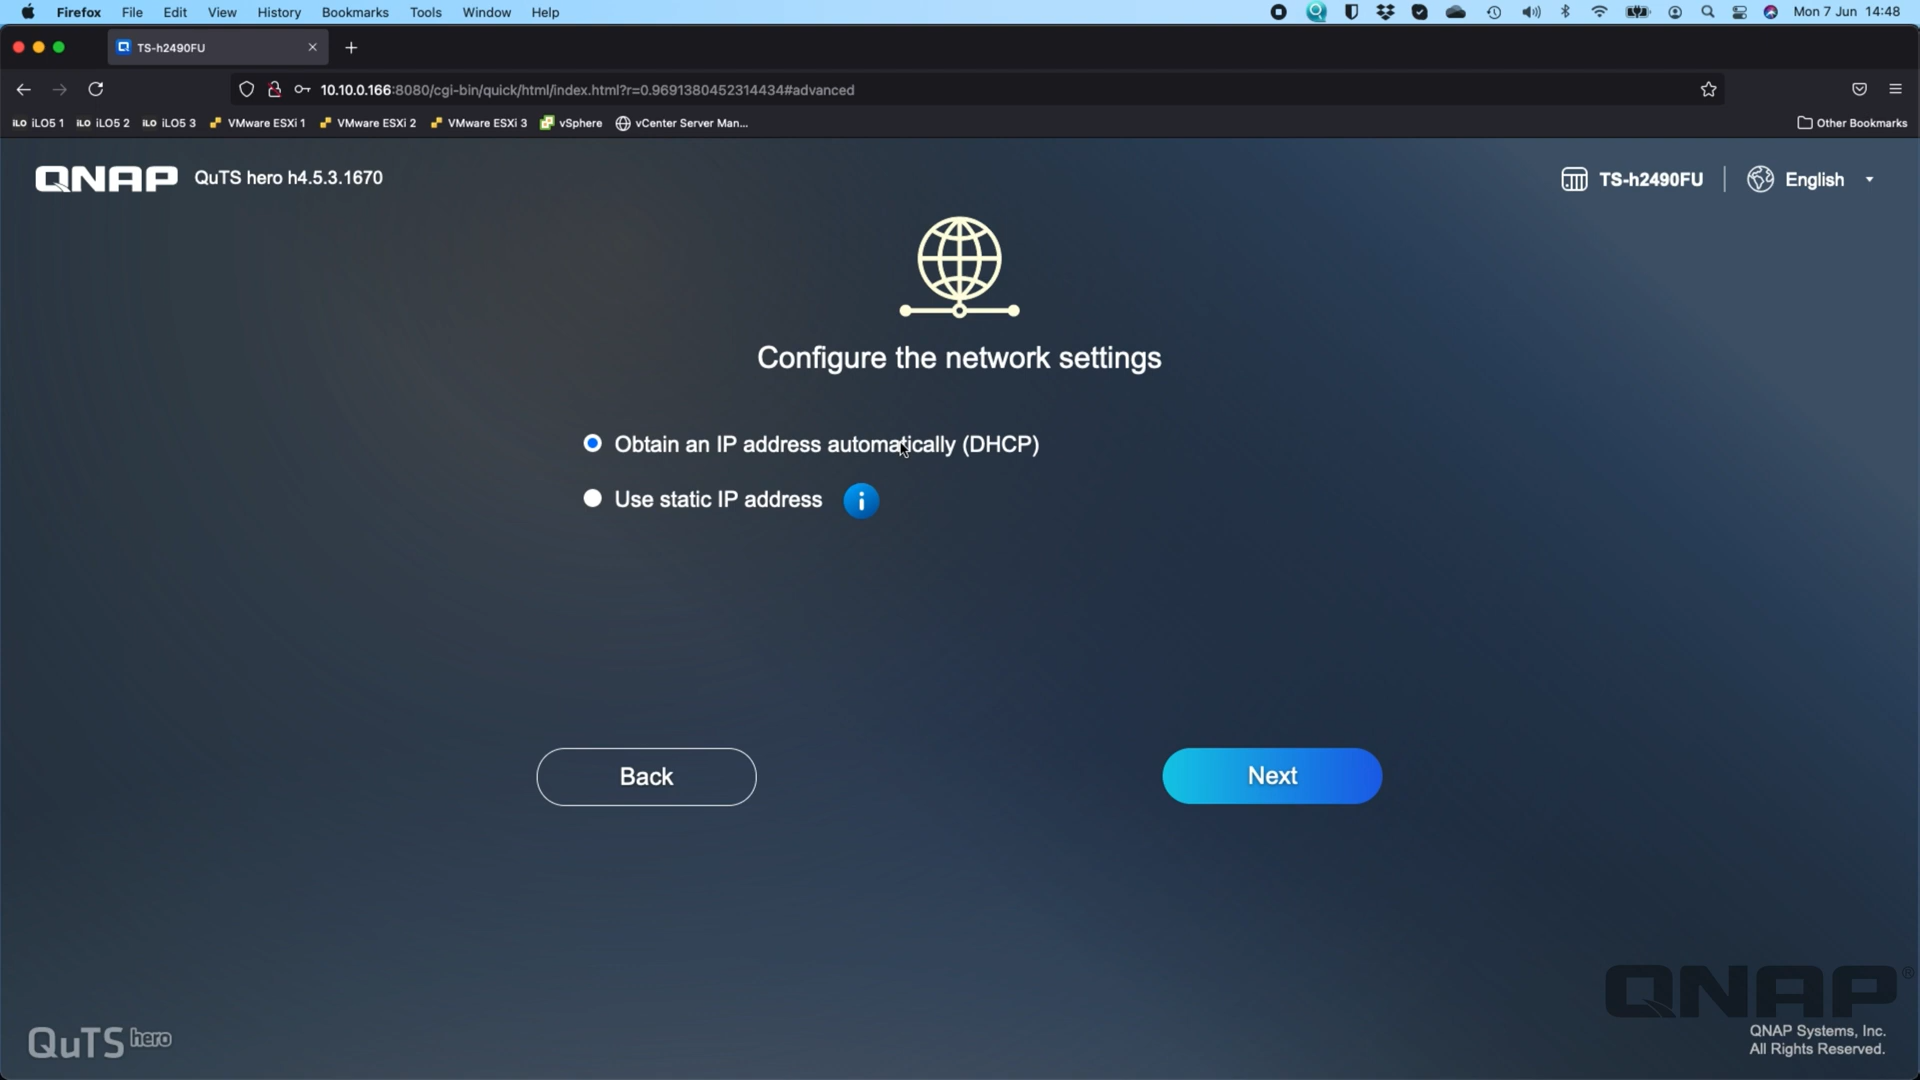 Firefox File Edit View History Bookmarks Tools Window Help Mon 7 Jun 14:48
TS-h2490FU
10.10.0.166:8080/cgi-bin/quick/html/index.html?r=0.9691380452314434#advanced
iLO iLO5 1 iLO iLO5 2 iLO iLO5 3 VMware ESXi 1 VMware ESXi 2 VMware ESXi 3 vSphere vCenter Server Man... Other Bookmarks
QNAP QuTS hero h4.5.3.1670 TS-h2490FU English
Configure the network settings
Obtain an IP address automatically (DHCP)
Use static IP address i
Back Next
QNAP®
QuTS hero
QNAP Systems, Inc.
All Rights Reserved.